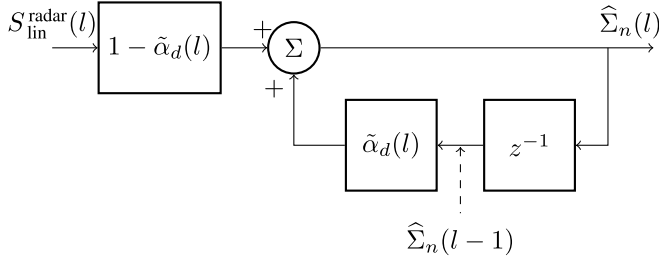 S_lin^radar(l)
1 − α̃_d(l)
+
Σ
Σ̂_n(l)
+
α̃_d(l)
z^−1
Σ̂_n(l − 1)